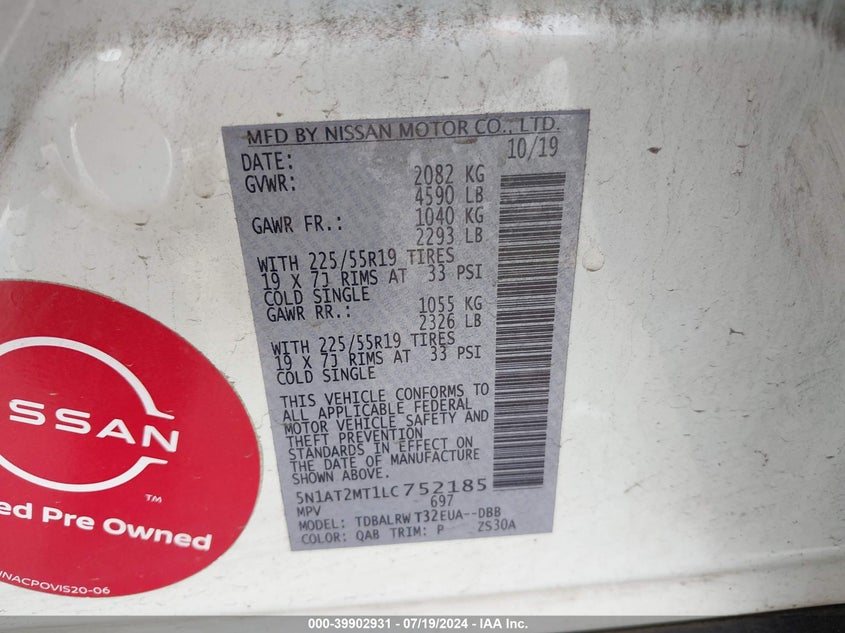 MFD BY NISSAN MOTOR CO., LTD.
DATE: 10/19
GVWR: 2082 KG
4590 LB
GAWR FR.: 1040 KG
2293 LB
WITH 225/55R19 TIRES
19 X 7J RIMS AT 33 PSI
COLD SINGLE
GAWR RR.: 1055 KG
2326 LB
WITH 225/55R19 TIRES
19 X 7J RIMS AT 33 PSI
COLD SINGLE
THIS VEHICLE CONFORMS TO
ALL APPLICABLE FEDERAL
MOTOR VEHICLE SAFETY AND
THEFT PREVENTION
STANDARDS IN EFFECT ON
THE DATE OF MANUFACTURE
SHOWN ABOVE.
5N1AT2MT1LC752185
MPV 697
MODEL: TDBALRW T32EUA--DBB
COLOR: QAB TRIM: P ZS30A
SSAN
TM
ed Pre Owned
NACPOVIS20-06
000-39902931 - 07/19/2024 - IAA Inc.